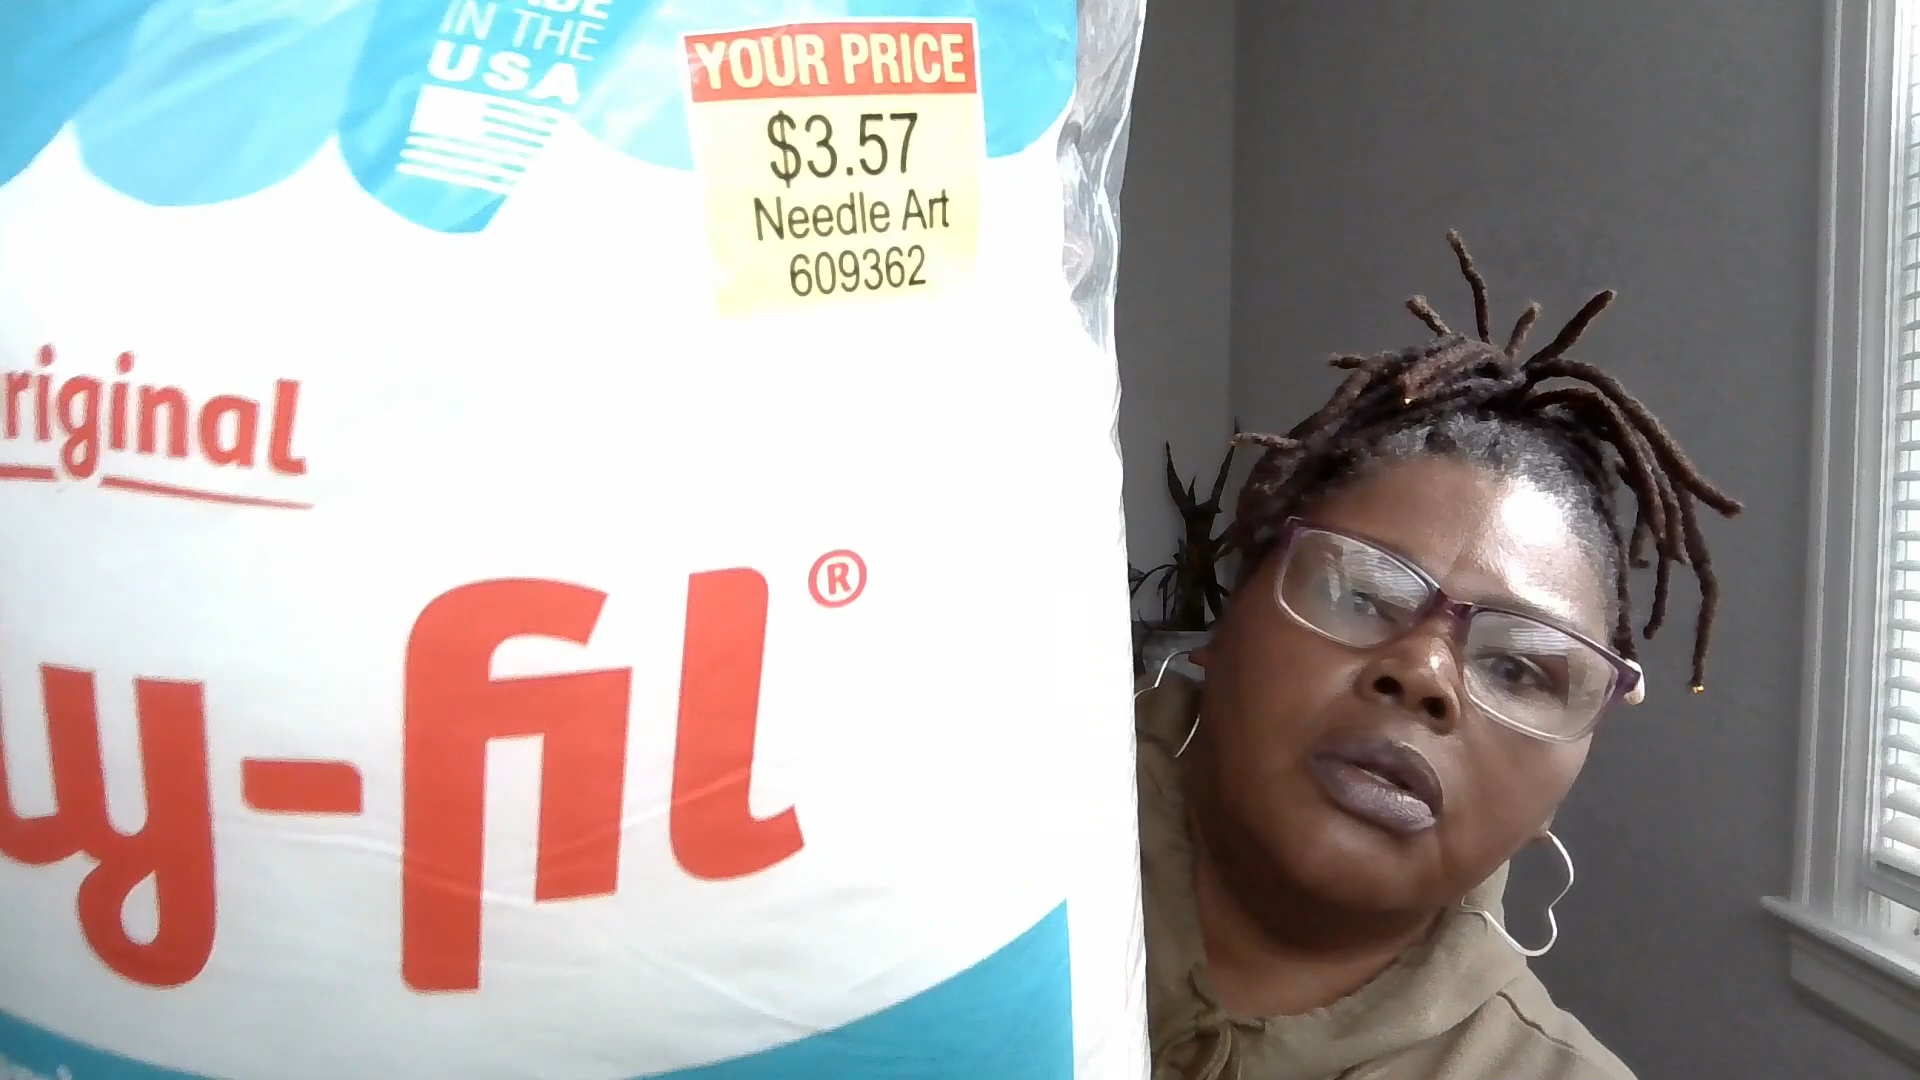 IN THE
USA
YOUR PRICE
$3.57
Needle Art
609362
riginal
y-fil®